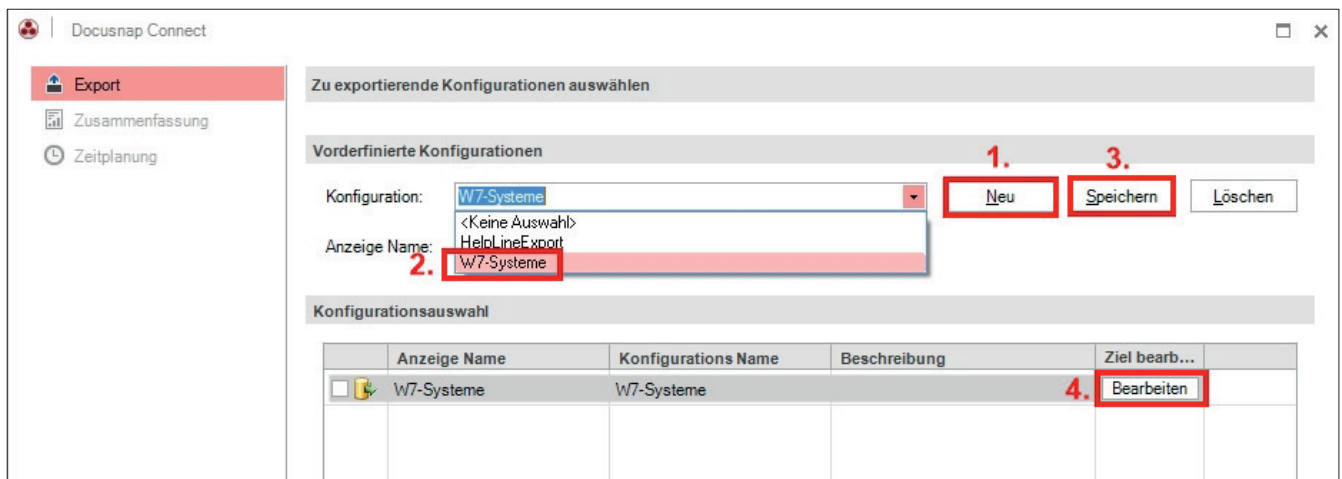 Docusnap Connect
Export
Zusammenfassung
Zeitplanung
Zu exportierende Konfigurationen auswählen
Vorderfinierte Konfigurationen
1. 3.
Konfiguration: W7-Systeme Neu Speichern Löschen
<Keine Auswahl>
Anzeige Name: HelpLineExport
2. W7-Systeme
Konfigurationsauswahl
Anzeige Name Konfigurations Name Beschreibung Ziel bearb...
W7-Systeme W7-Systeme 4. Bearbeiten